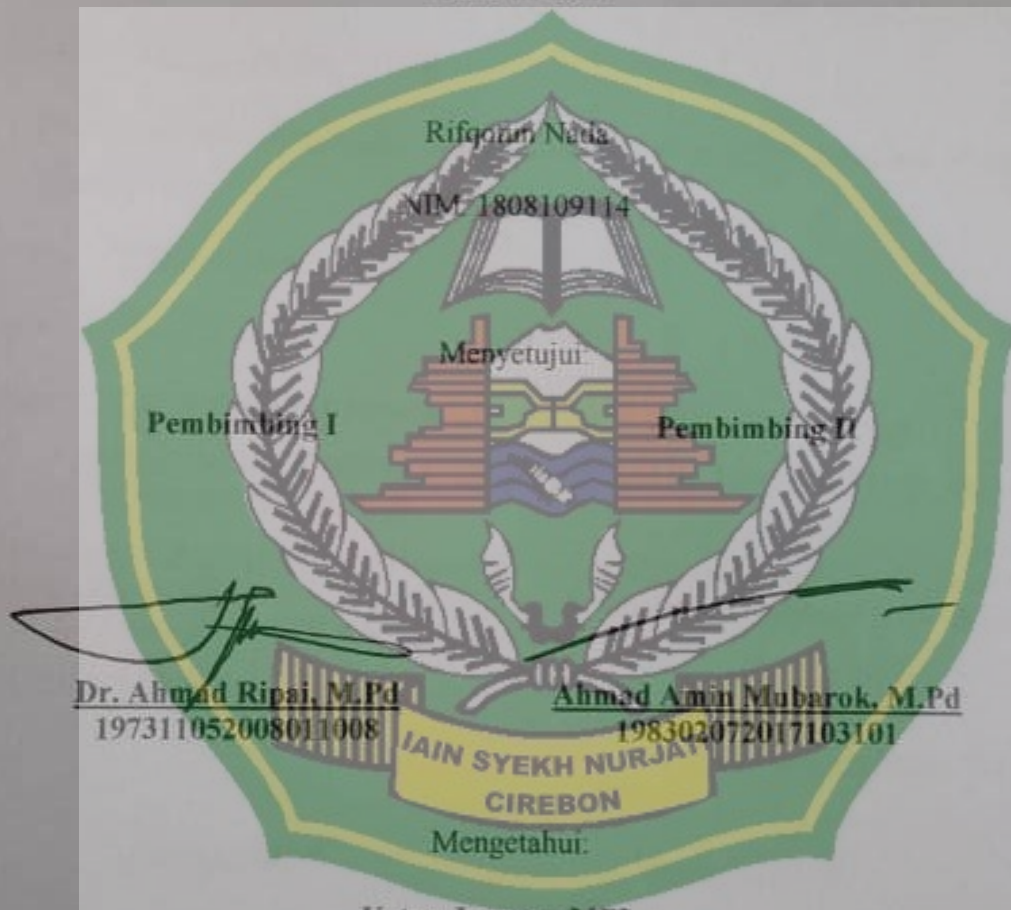 Nada
NIM. 1808109114
Menyetujui
Pembimbing I Pembimbing II
Dr. Ahmad Ripai, M.Pd Ahmad Amin Mubarok, M.Pd
197311052008011008 198302072017103101
IAIN SYEKH NURJATI
CIREBON
Mengetahui: